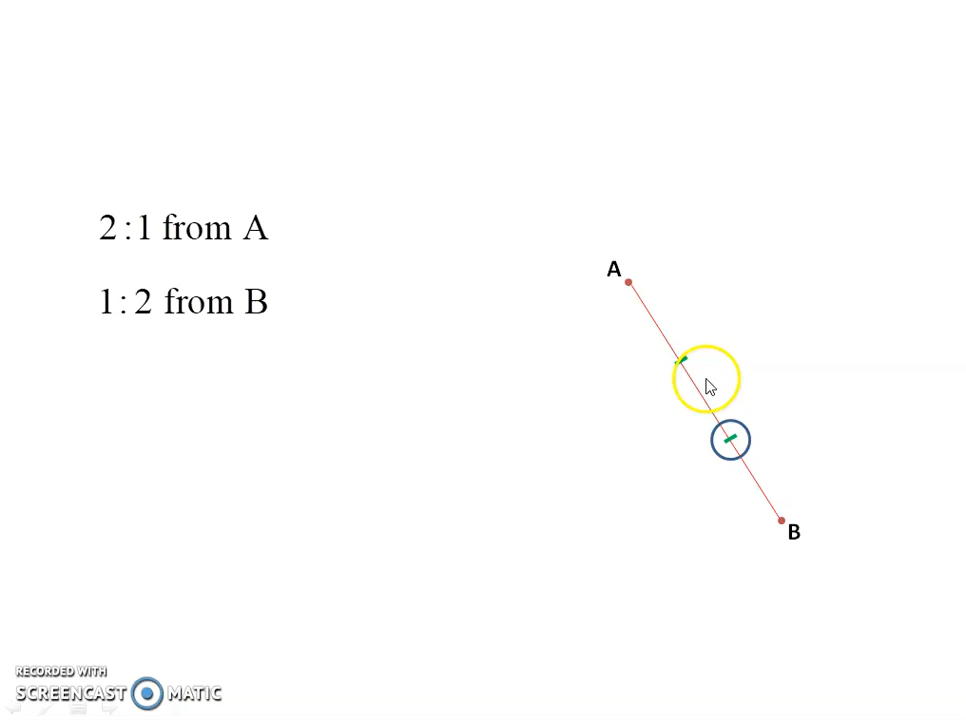 2:1 from A
1:2 from B
A
B
RECORDED WITH
SCREENCAST MATIC